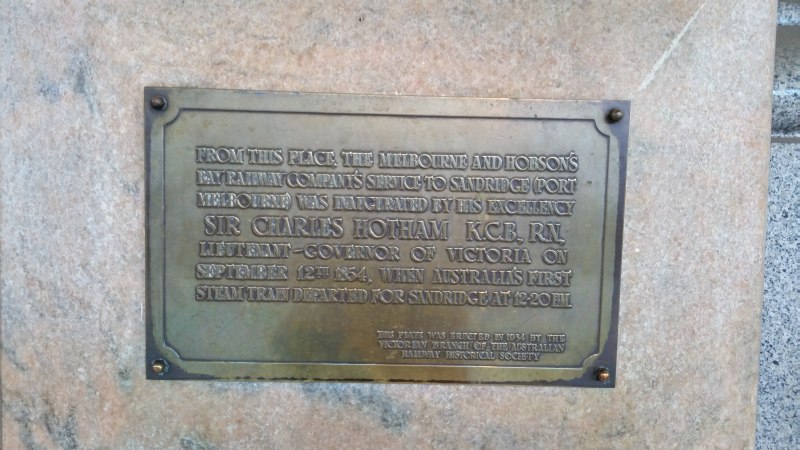 FROM THIS PLACE, THE MELBOURNE AND HOBSON'S
BAY RAILWAY COMPANY'S SERVICE TO SANDRIDGE (PORT
MELBOURNE) WAS INAUGURATED BY HIS EXCELLENCY
SIR CHARLES HOTHAM K.C.B., R.N.,
LIEUTENANT-GOVERNOR OF VICTORIA ON
SEPTEMBER 12TH 1854, WHEN AUSTRALIA'S FIRST
STEAM TRAIN DEPARTED FOR SANDRIDGE AT 12·20 P.M.
THIS PLATE WAS ERECTED IN 1954 BY THE
VICTORIAN BRANCH OF THE AUSTRALIAN
RAILWAY HISTORICAL SOCIETY